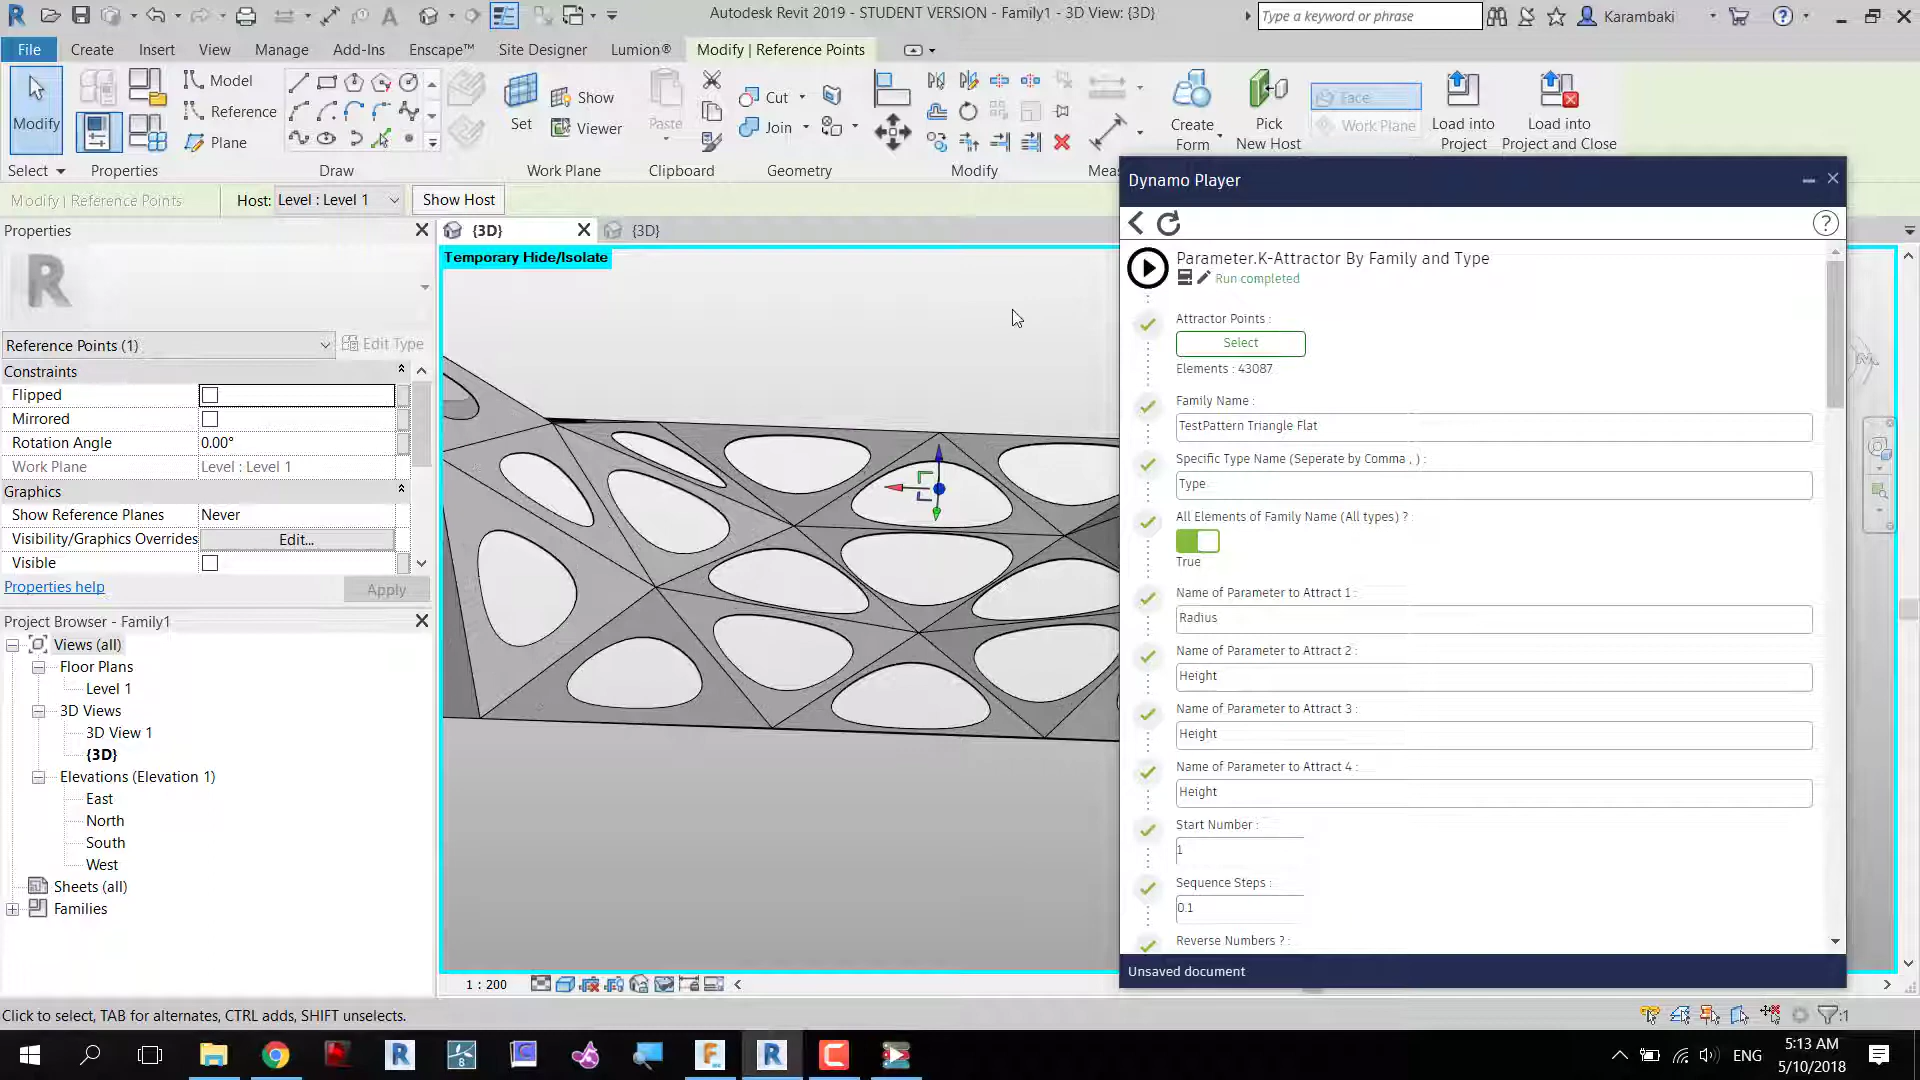 Autodesk Revit 2019 - STUDENT VERSION - Family1 - 3D View: {3D}
Type a keyword or phrase
Karambaki
File
Create
Insert
View
Manage
Add-Ins
Enscape™
Site Designer
Lumion®
Modify | Reference Points
Modify
Model
Reference
Plane
Set
Show
Viewer
Paste
Cut
Join
Create
Form
Pick
New Host
Face
Work Plane
Load into
Project
Load into
Project and Close
Select
Properties
Draw
Work Plane
Clipboard
Geometry
Modify
Meas
Modify | Reference Points
Host:
Level : Level 1
Show Host
Properties
{3D}
{3D}
Temporary Hide/Isolate
Reference Points (1)
Edit Type
Constraints
Flipped
Mirrored
Rotation Angle
0.00°
Work Plane
Level : Level 1
Graphics
Show Reference Planes
Never
Visibility/Graphics Overrides
Edit...
Visible
Properties help
Apply
Project Browser - Family1
Views (all)
Floor Plans
Level 1
3D Views
3D View 1
{3D}
Elevations (Elevation 1)
East
North
South
West
Sheets (all)
Families
Dynamo Player
Parameter.K-Attractor By Family and Type
Run completed
Attractor Points :
Select
Elements : 43087
Family Name :
TestPattern Triangle Flat
Specific Type Name (Seperate by Comma , ) :
Type
All Elements of Family Name (All types) ? :
True
Name of Parameter to Attract 1 :
Radius
Name of Parameter to Attract 2 :
Height
Name of Parameter to Attract 3 :
Height
Name of Parameter to Attract 4 :
Height
Start Number :
1
Sequence Steps :
0.1
Reverse Numbers ? :
Unsaved document
1 : 200
Click to select, TAB for alternates, CTRL adds, SHIFT unselects.
:1
ENG
5:13 AM
5/10/2018